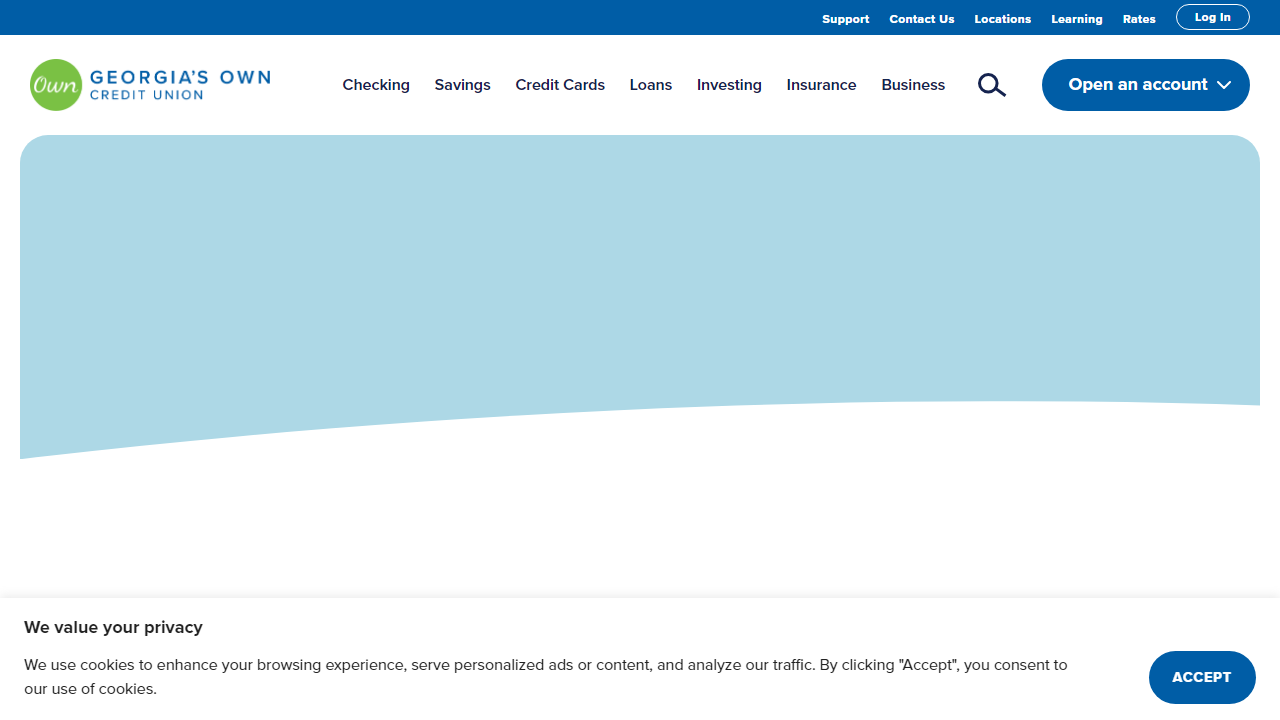 Support Contact Us Locations Learning Rates Log In
Own GEORGIA'S OWN
CREDIT UNION
Checking Savings Credit Cards Loans Investing Insurance Business Open an account
We value your privacy
We use cookies to enhance your browsing experience, serve personalized ads or content, and analyze our traffic. By clicking "Accept", you consent to
our use of cookies.
ACCEPT